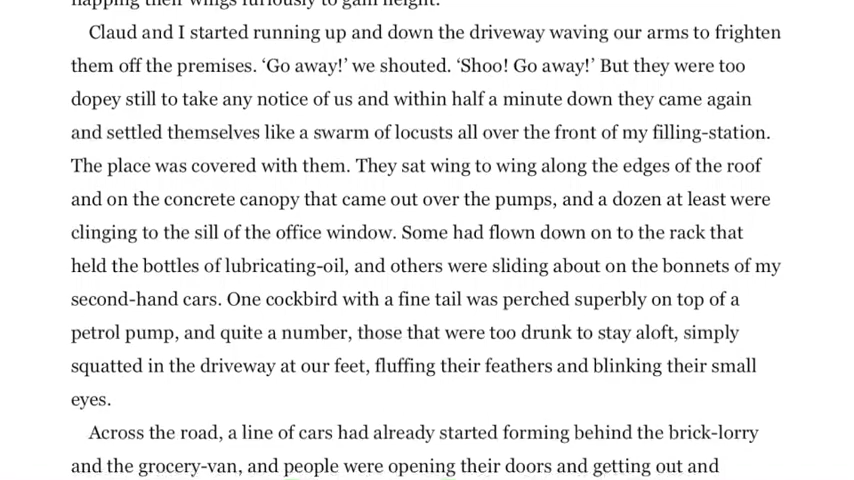 flapping their wings furiously to gain height.
Claud and I started running up and down the driveway waving our arms to frighten
them off the premises. ‘Go away!’ we shouted. ‘Shoo! Go away!’ But they were too
dopey still to take any notice of us and within half a minute down they came again
and settled themselves like a swarm of locusts all over the front of my filling-station.
The place was covered with them. They sat wing to wing along the edges of the roof
and on the concrete canopy that came out over the pumps, and a dozen at least were
clinging to the sill of the office window. Some had flown down on to the rack that
held the bottles of lubricating-oil, and others were sliding about on the bonnets of my
second-hand cars. One cockbird with a fine tail was perched superbly on top of a
petrol pump, and quite a number, those that were too drunk to stay aloft, simply
squatted in the driveway at our feet, fluffing their feathers and blinking their small
eyes.
Across the road, a line of cars had already started forming behind the brick-lorry
and the grocery-van, and people were opening their doors and getting out and